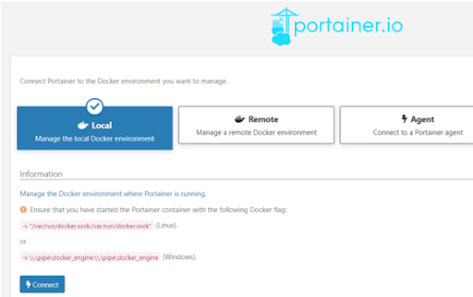 portainer.io
Connect Portainer to the Docker environment you want to manage.
Local
Manage the local Docker environment
Remote
Manage a remote Docker environment
Agent
Connect to a Portainer agent
Information
Manage the Docker environment where Portainer is running.
Ensure that you have started the Portainer container with the following Docker flag:
-v "/var/run/docker.sock:/var/run/docker.sock" (Linux).
or
-v \\.\pipe\docker_engine:\\.\pipe\docker_engine (Windows).
Connect